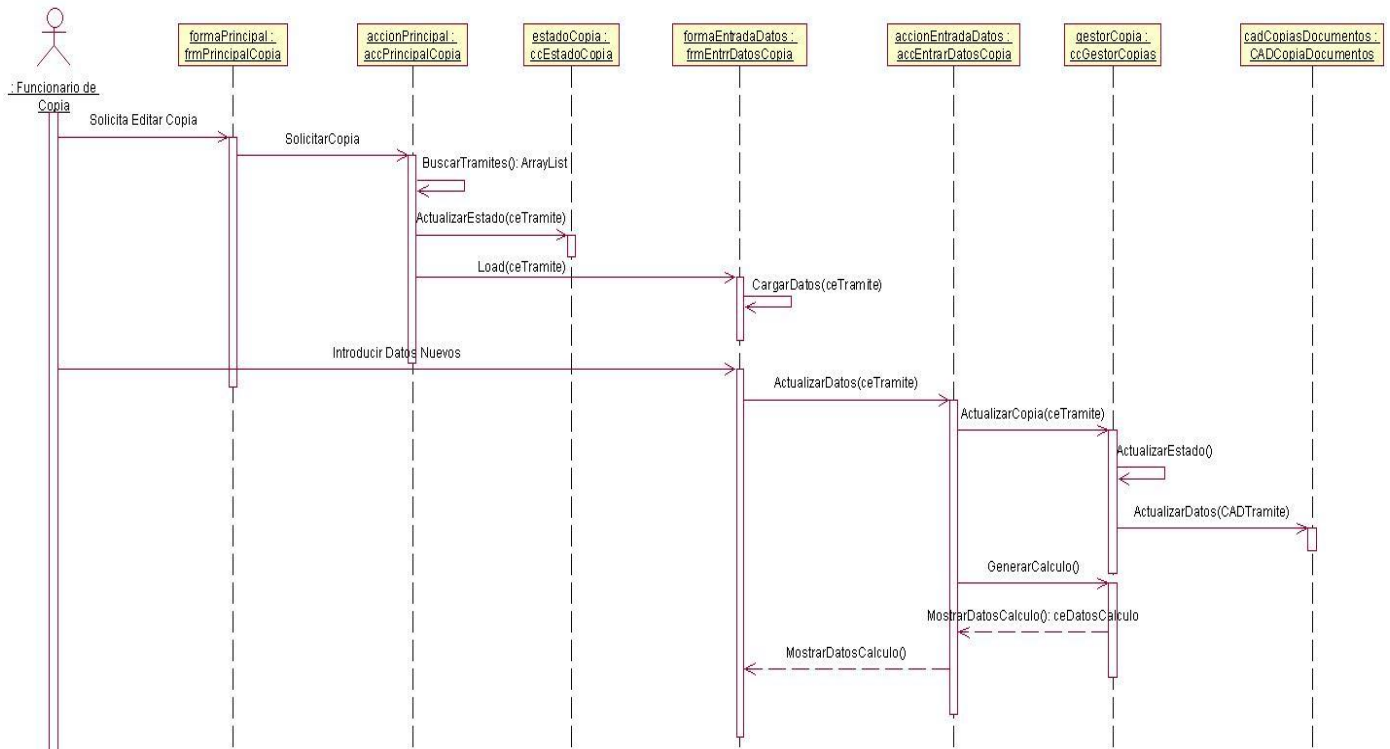 formaPrincipal :
frmPrincipalCopia
accionPrincipal :
accPrincipalCopia
estadoCopia :
ccEstadoCopia
formaEntradaDatos :
frmEntrDatosCopia
accionEntradaDatos :
accEntrarDatosCopia
gestorCopia :
ccGestorCopias
cadCopiasDocumentos :
CADCopiaDocumentos
: Funcionario de
Copia
Solicita Editar Copia
SolicitarCopia
BuscarTramites(): ArrayList
ActualizarEstado(ceTramite)
Load(ceTramite)
CargarDatos(ceTramite)
Introducir Datos Nuevos
ActualizarDatos(ceTramite)
ActualizarCopia(ceTramite)
ActualizarEstado()
ActualizarDatos(CADTramite)
GenerarCalculo()
MostrarDatosCalculo(): ceDatosCalculo
MostrarDatosCalculo()